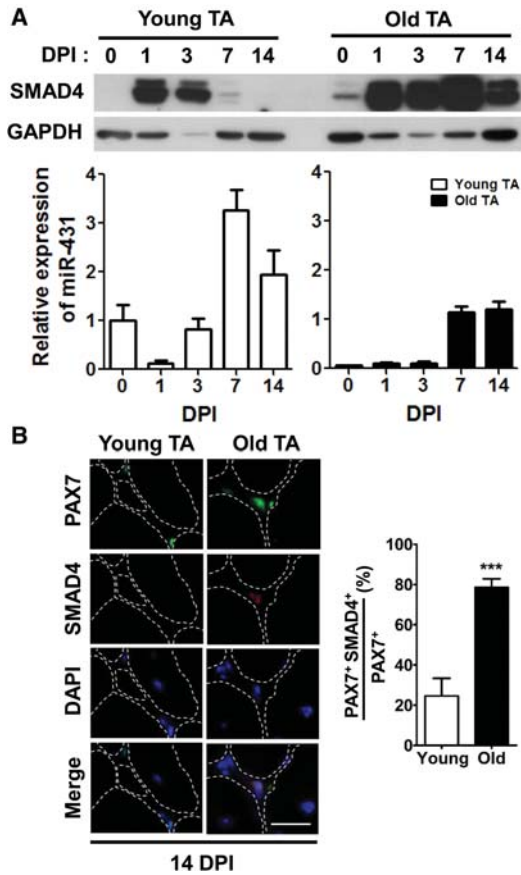 A
Young TA
Old TA
DPI : 0 1 3 7 14 0 1 3 7 14
SMAD4
GAPDH
Relative expression
of miR-431
4
3
2
1
0
0 1 3 7 14
DPI
4
3
2
1
0
Young TA
Old TA
0 1 3 7 14
DPI
B
Young TA Old TA
PAX7
SMAD4
DAPI
Merge
14 DPI
PAX7+ SMAD4+
PAX7+
(%)
100
80
60
40
20
0
***
Young Old